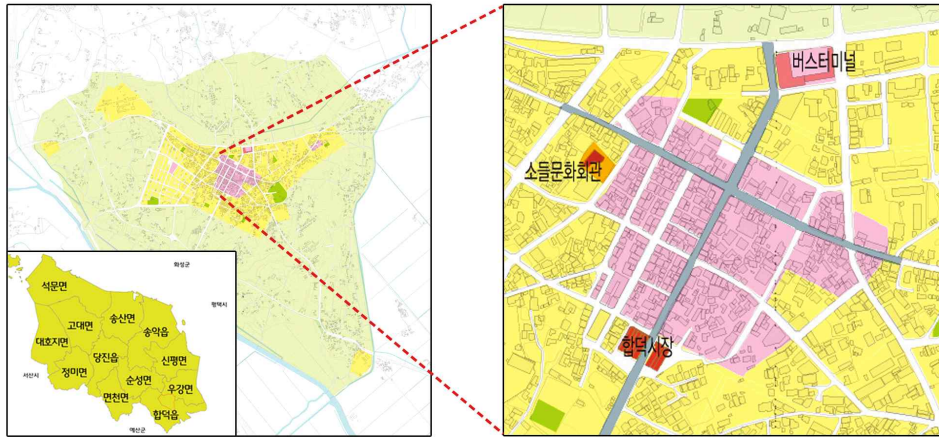 화성군
석문면
평택시
송산면
고대면
송악읍
대호지면
당진읍
신평면
서산시
정미면
순성면
우강면
면천면
합덕읍
예산군
버스터미널
소들문화회관
합덕시장